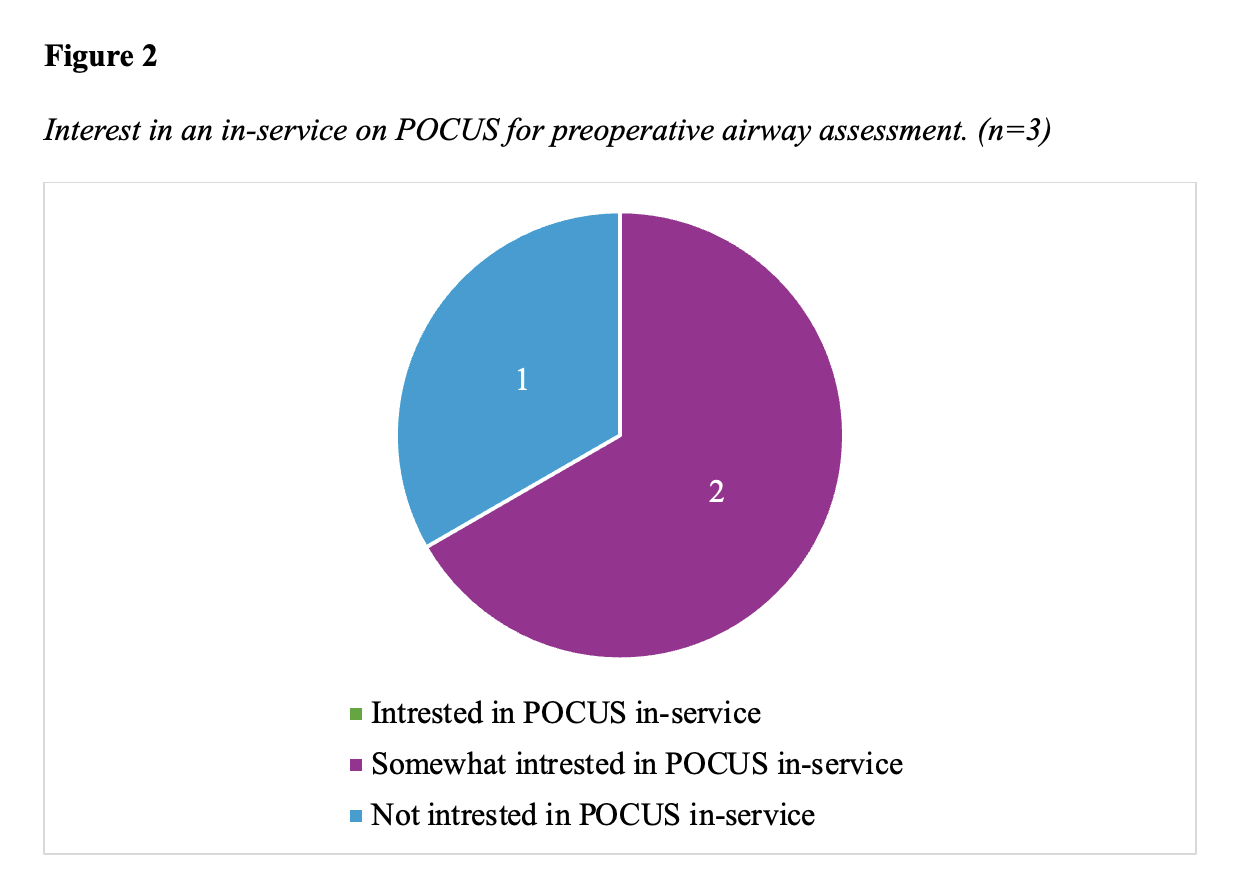 Figure 2
Interest in an in-service on POCUS for preoperative airway assessment. (n=3)
1
2
Intrested in POCUS in-service
Somewhat intrested in POCUS in-service
Not intrested in POCUS in-service